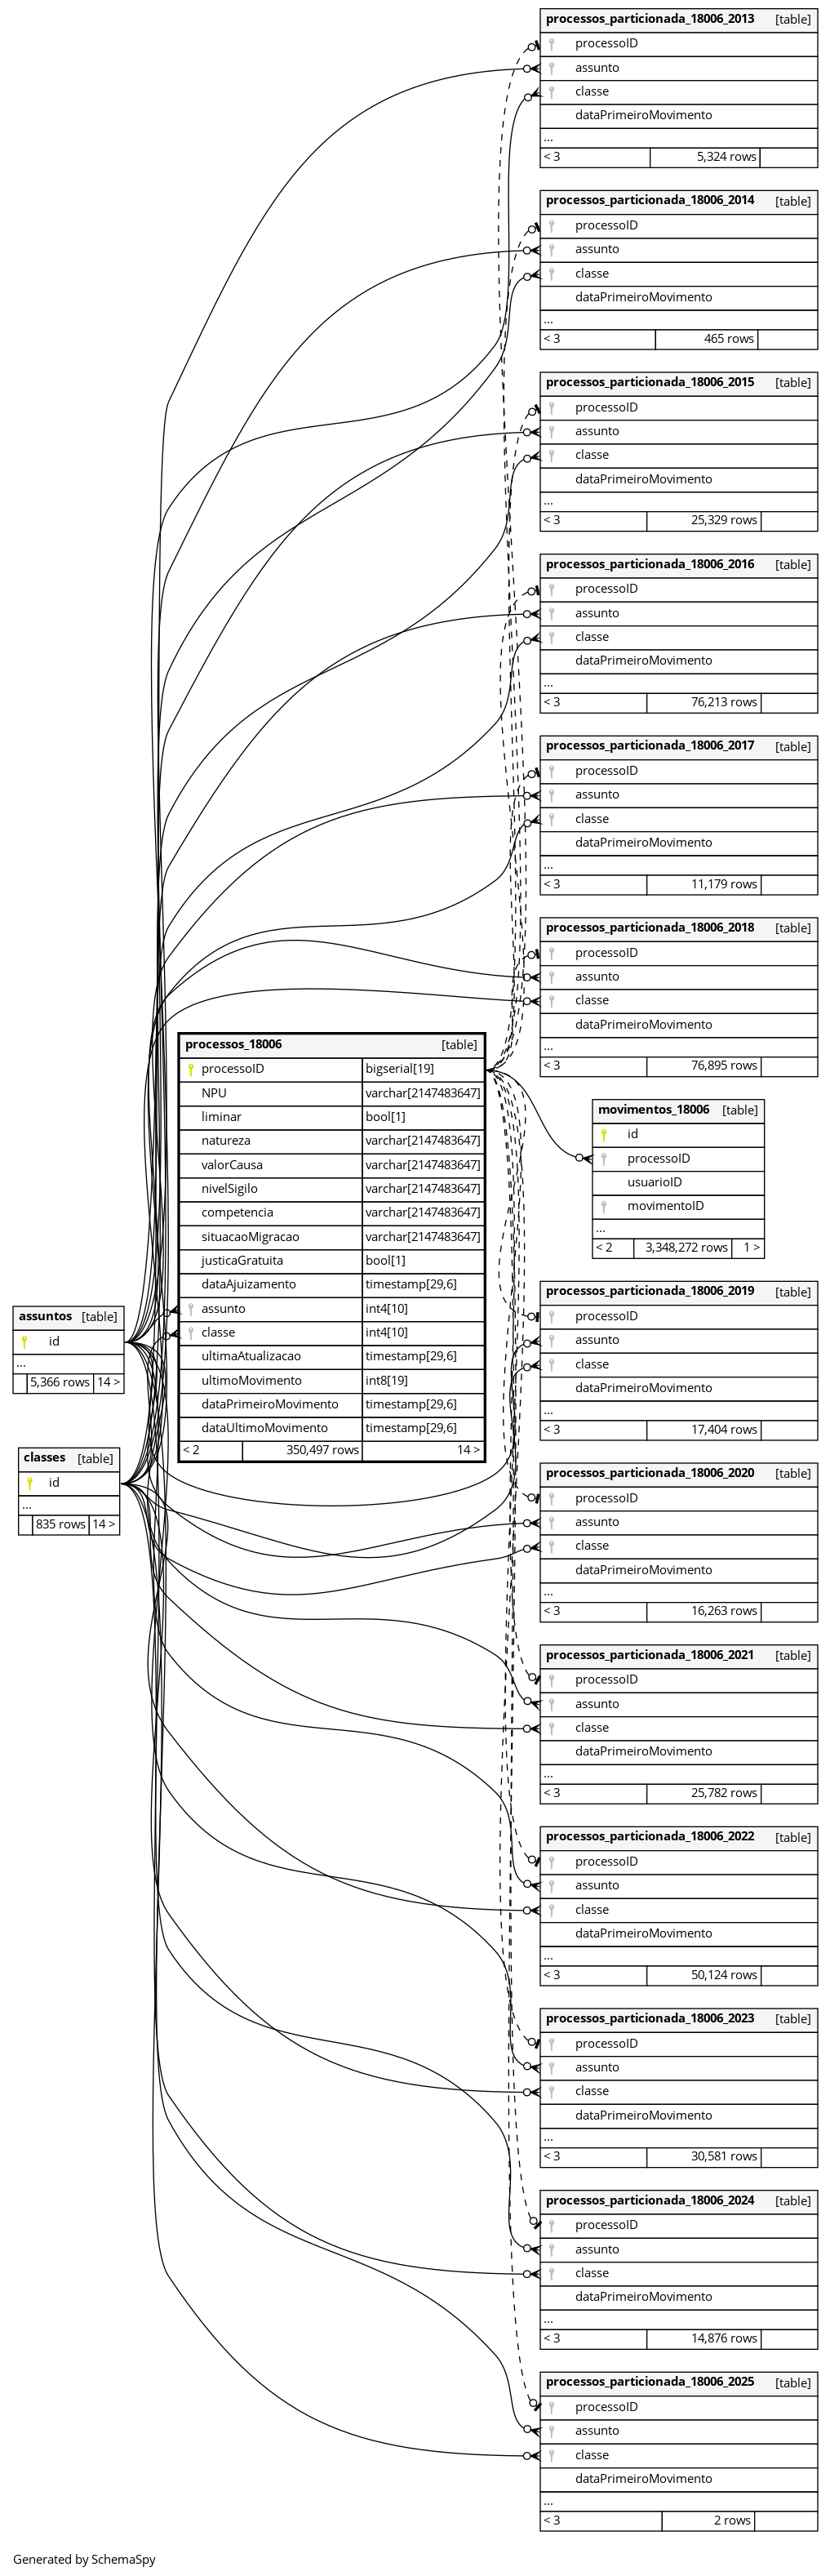 processos_particionada_18006_2013 [table]
processoID
assunto
classe
dataPrimeiroMovimento
...
< 3 5,324 rows
processos_particionada_18006_2014 [table]
processoID
assunto
classe
dataPrimeiroMovimento
...
< 3 465 rows
processos_particionada_18006_2015 [table]
processoID
assunto
classe
dataPrimeiroMovimento
...
< 3 25,329 rows
processos_particionada_18006_2016 [table]
processoID
assunto
classe
dataPrimeiroMovimento
...
< 3 76,213 rows
processos_particionada_18006_2017 [table]
processoID
assunto
classe
dataPrimeiroMovimento
...
< 3 11,179 rows
processos_particionada_18006_2018 [table]
processoID
assunto
classe
dataPrimeiroMovimento
...
< 3 76,895 rows
processos_18006 [table]
processoID bigserial[19]
NPU varchar[2147483647]
liminar bool[1]
natureza varchar[2147483647]
valorCausa varchar[2147483647]
nivelSigilo varchar[2147483647]
competencia varchar[2147483647]
situacaoMigracao varchar[2147483647]
justicaGratuita bool[1]
dataAjuizamento timestamp[29,6]
assunto int4[10]
classe int4[10]
ultimaAtualizacao timestamp[29,6]
ultimoMovimento int8[19]
dataPrimeiroMovimento timestamp[29,6]
dataUltimoMovimento timestamp[29,6]
< 2 350,497 rows 14 >
movimentos_18006 [table]
id
processoID
usuarioID
movimentoID
...
< 2 3,348,272 rows 1 >
assuntos [table]
id
...
5,366 rows 14 >
classes [table]
id
...
835 rows 14 >
processos_particionada_18006_2019 [table]
processoID
assunto
classe
dataPrimeiroMovimento
...
< 3 17,404 rows
processos_particionada_18006_2020 [table]
processoID
assunto
classe
dataPrimeiroMovimento
...
< 3 16,263 rows
processos_particionada_18006_2021 [table]
processoID
assunto
classe
dataPrimeiroMovimento
...
< 3 25,782 rows
processos_particionada_18006_2022 [table]
processoID
assunto
classe
dataPrimeiroMovimento
...
< 3 50,124 rows
processos_particionada_18006_2023 [table]
processoID
assunto
classe
dataPrimeiroMovimento
...
< 3 30,581 rows
processos_particionada_18006_2024 [table]
processoID
assunto
classe
dataPrimeiroMovimento
...
< 3 14,876 rows
processos_particionada_18006_2025 [table]
processoID
assunto
classe
dataPrimeiroMovimento
...
< 3 2 rows
Generated by SchemaSpy